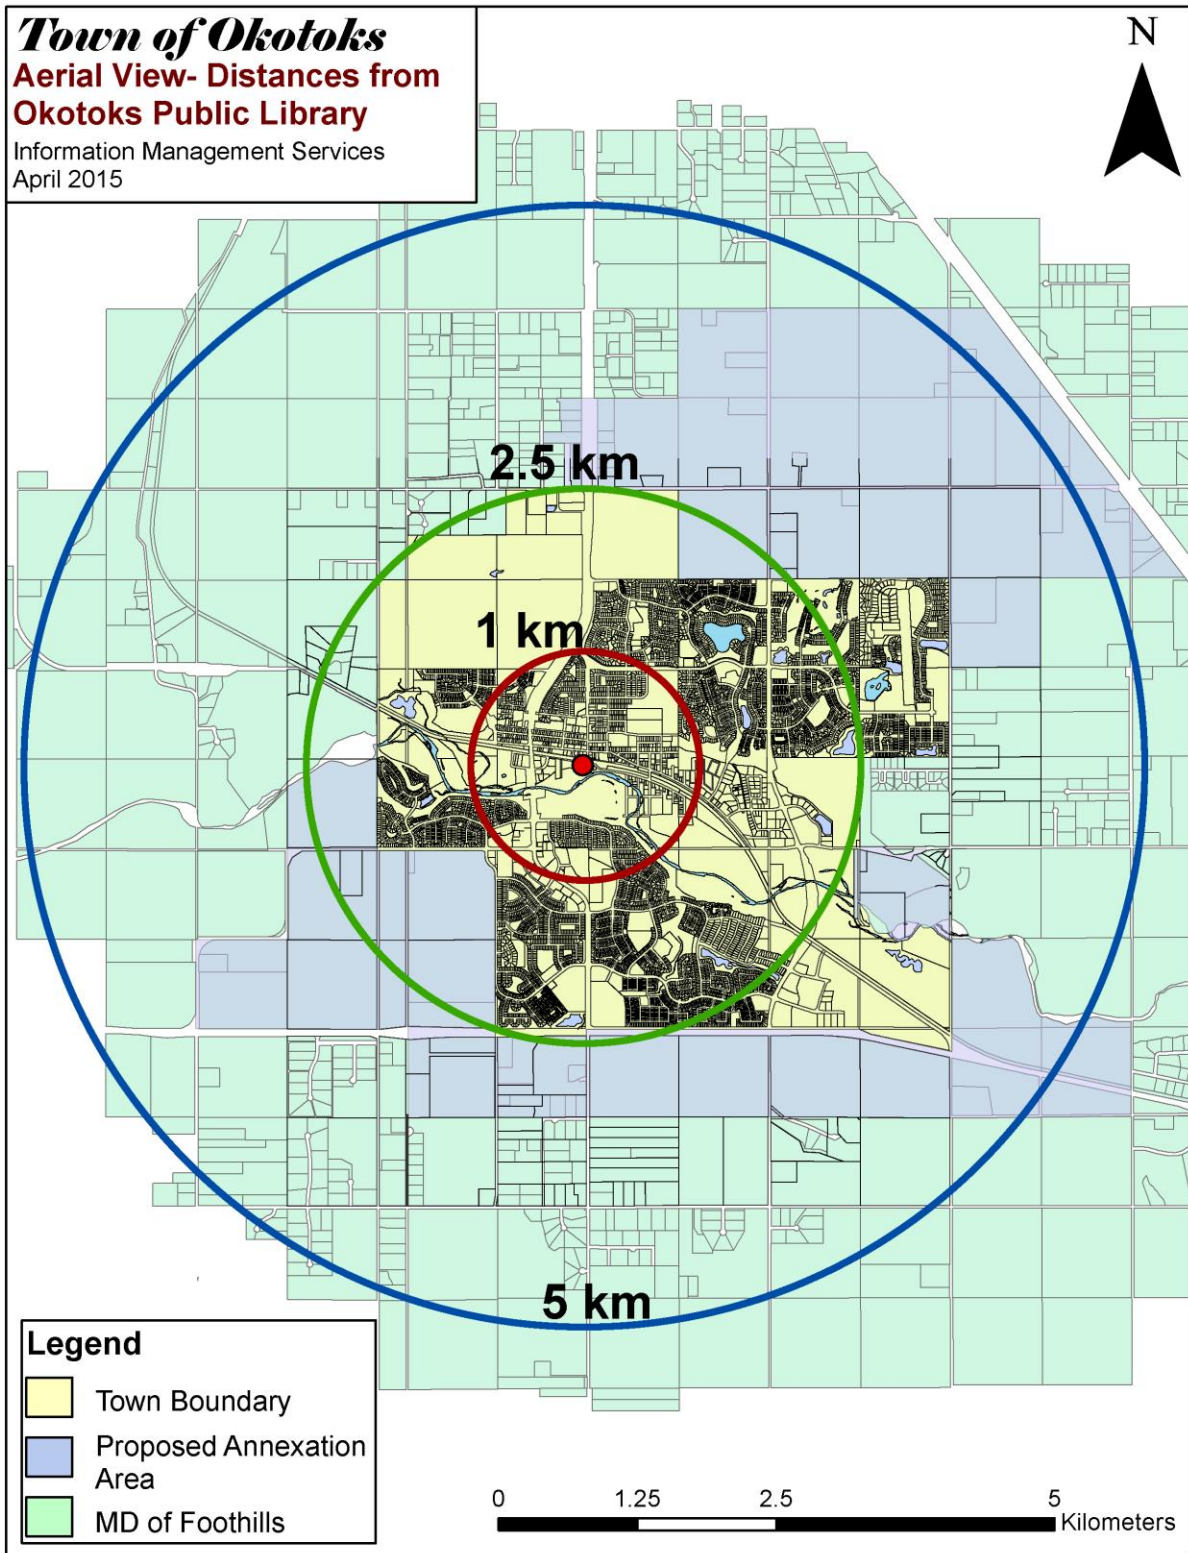 Town of Okotoks
Aerial View- Distances from
Okotoks Public Library
Information Management Services
April 2015
N
2.5 km
1 km
5 km
Legend
Town Boundary
Proposed Annexation
Area
MD of Foothills
0 1.25 2.5 5
Kilometers